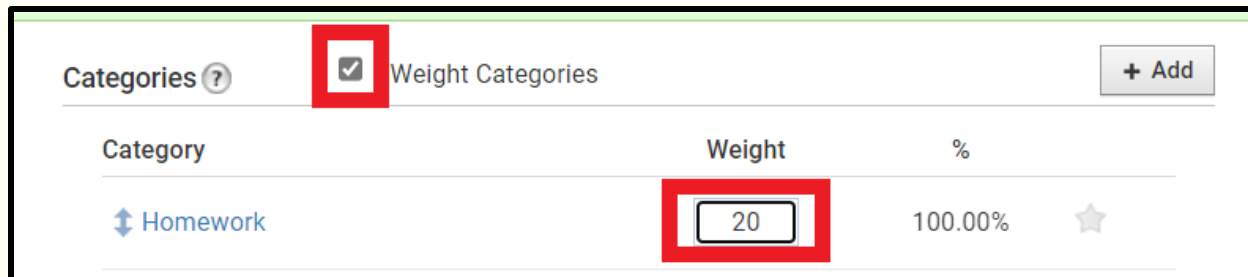 Categories ? Weight Categories + Add
Category Weight %
Homework 20 100.00%